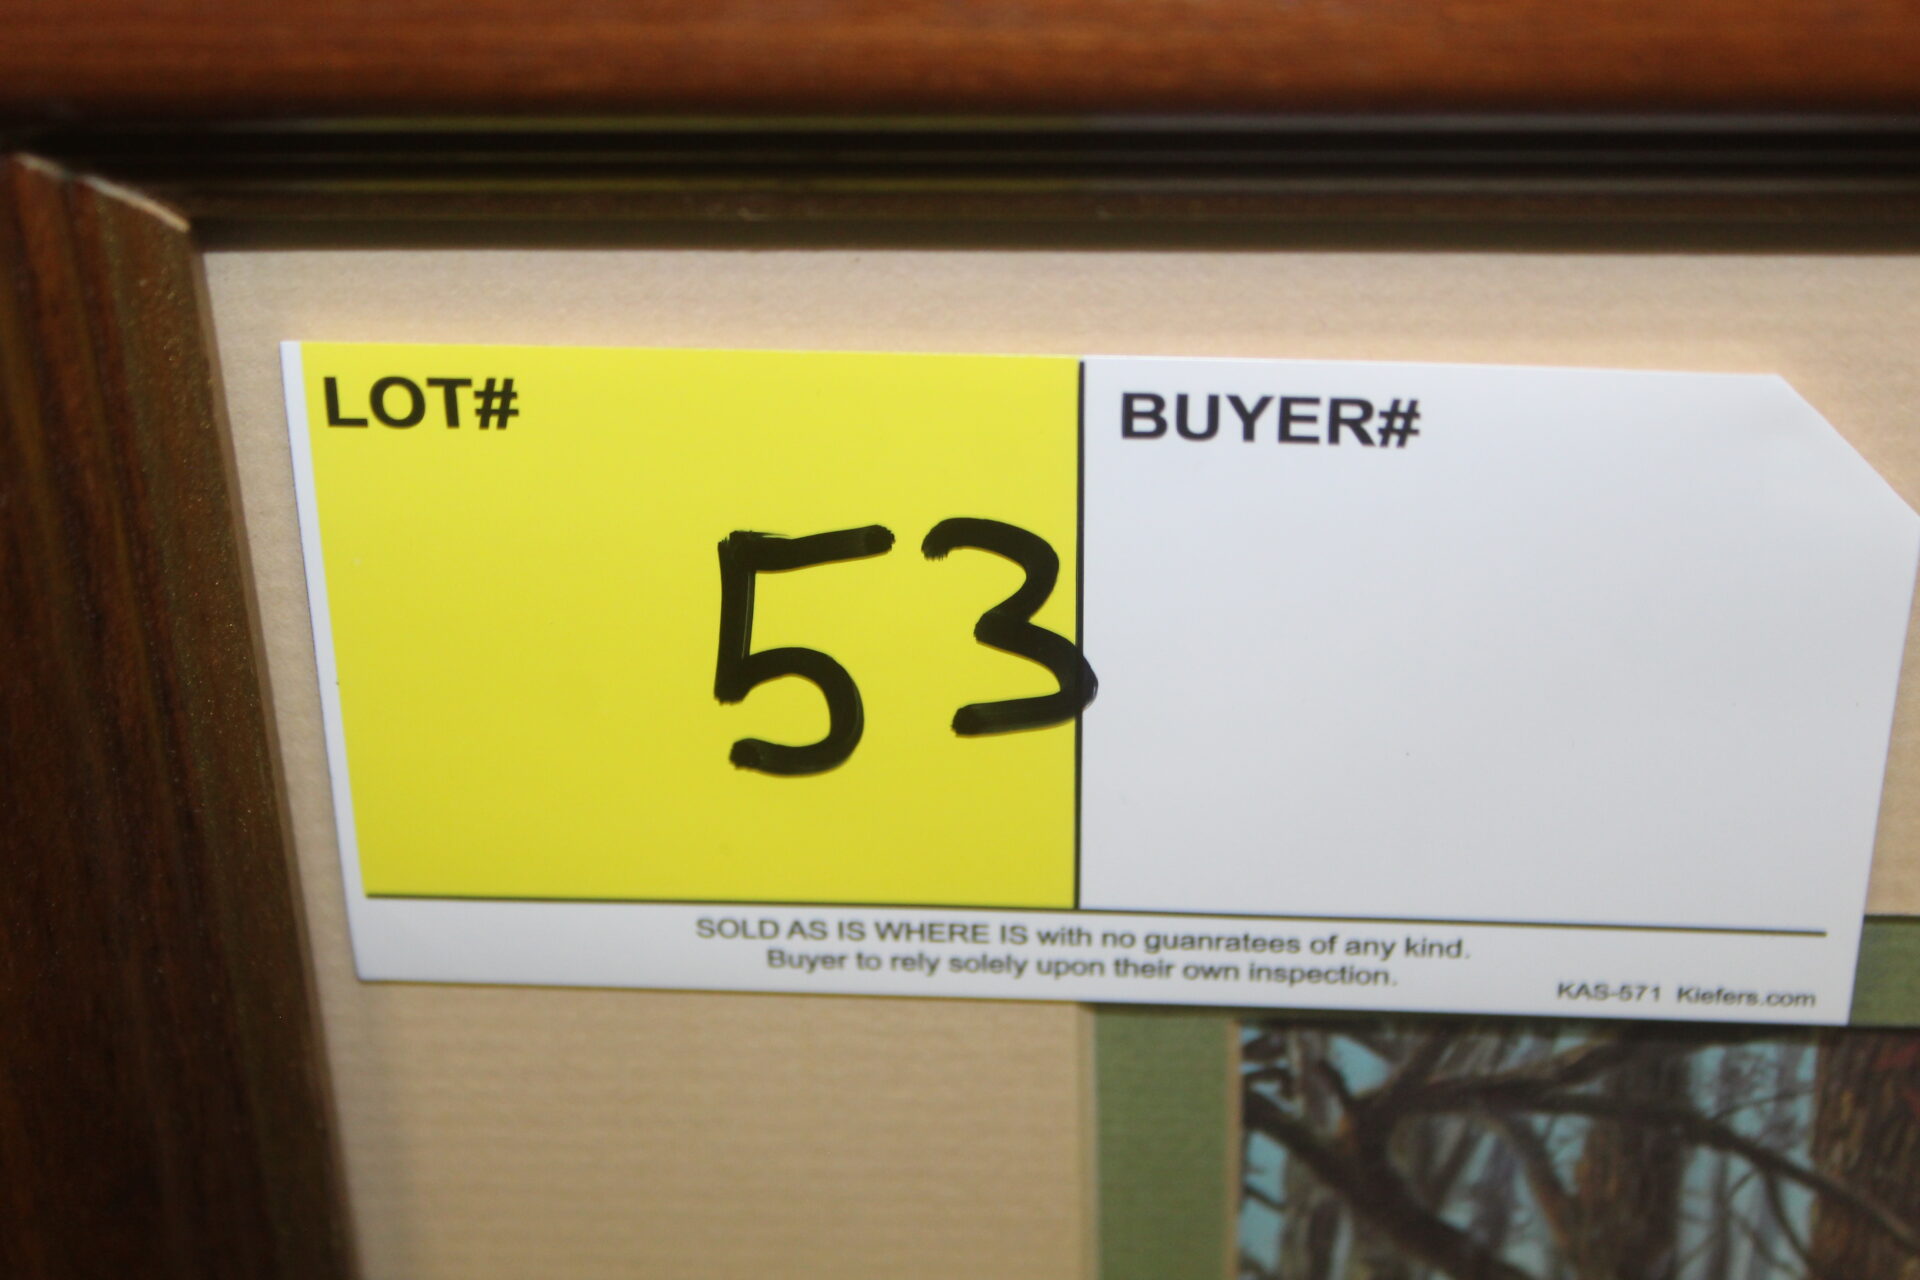 LOT#
BUYER#
53
SOLD AS IS WHERE IS with no guanratees of any kind.
Buyer to rely solely upon their own inspection.
KAS-571 Kiefers.com